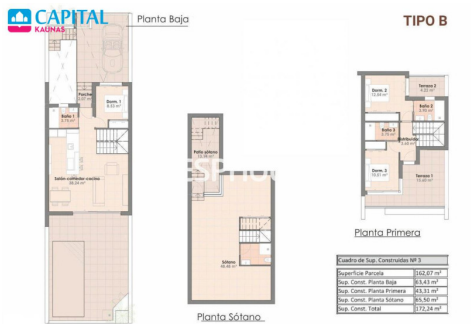 CAPITAL
KAUNAS
Planta Baja
TIPO B
Porche
Dorm. 1
Baño 1
Salón-comedor-cocina
Patio sótano
Sótano
Planta Sótano
Dorm. 2
Terraza 2
Baño 2
Baño 3
Dorm. 3
Terraza 1
Planta Primera
Cuadro de Sup. Construidas Nº 3
Superficie Parcela 162,07 m²
Sup. Const. Planta Baja 63,43 m²
Sup. Const. Planta Primera 43,31 m²
Sup. Const. Planta Sótano 65,50 m²
Sup. Const. Total 172,24 m²